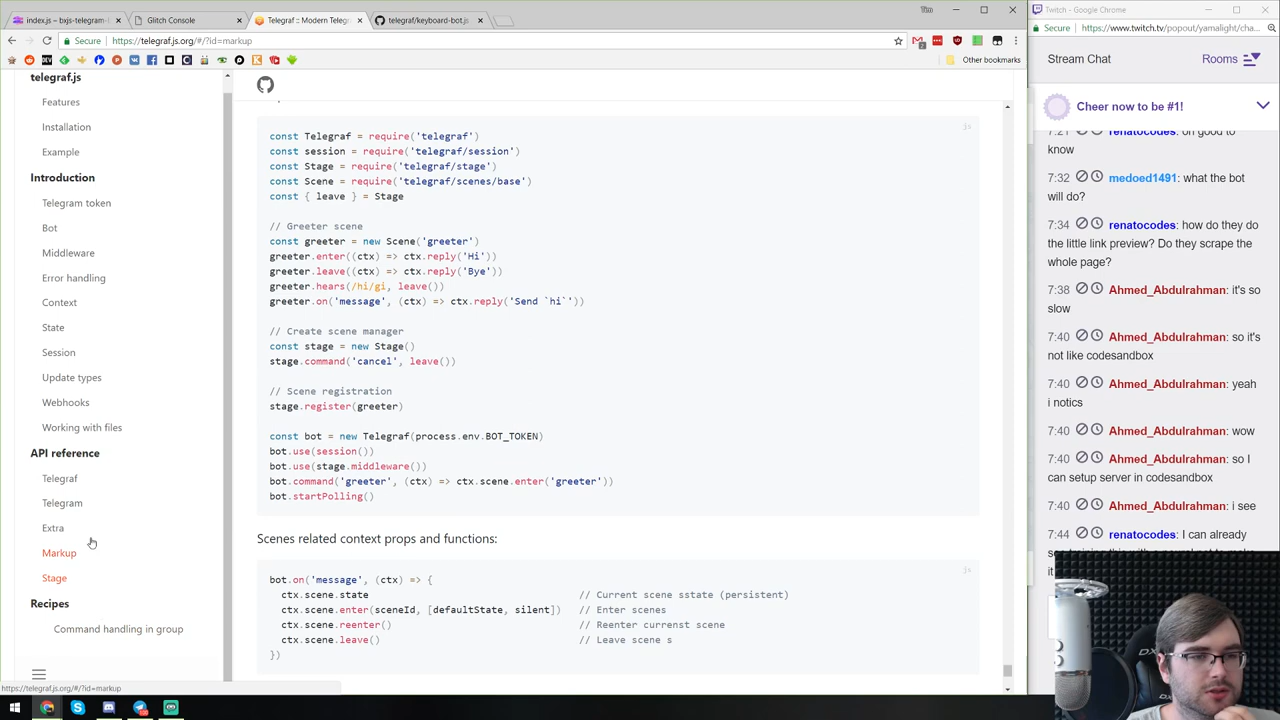 index.js — bxjs-telegram-l
Glitch Console
Telegraf :: Modern Telegr
telegraf/keyboard-bot.js
Tim
Secure
https://telegraf.js.org/#/?id=markup
Other bookmarks
telegraf.js
Features
Installation
Example
Introduction
Telegram token
Bot
Middleware
Error handling
Context
State
Session
Update types
Webhooks
Working with files
API reference
Telegraf
Telegram
Extra
Markup
Stage
Recipes
Command handling in group
https://telegraf.js.org/#/?id=markup
js
const Telegraf = require('telegraf')
const session = require('telegraf/session')
const Stage = require('telegraf/stage')
const Scene = require('telegraf/scenes/base')
const { leave } = Stage
// Greeter scene
const greeter = new Scene('greeter')
greeter.enter((ctx) => ctx.reply('Hi'))
greeter.leave((ctx) => ctx.reply('Bye'))
greeter.hears(/hi/gi, leave())
greeter.on('message', (ctx) => ctx.reply('Send `hi`'))
// Create scene manager
const stage = new Stage()
stage.command('cancel', leave())
// Scene registration
stage.register(greeter)
const bot = new Telegraf(process.env.BOT_TOKEN)
bot.use(session())
bot.use(stage.middleware())
bot.command('greeter', (ctx) => ctx.scene.enter('greeter'))
bot.startPolling()
Scenes related context props and functions:
js
bot.on('message', (ctx) => {
ctx.scene.state // Current scene sstate (persistent)
ctx.scene.enter(sceneId, [defaultState, silent]) // Enter scenes
ctx.scene.reenter() // Reenter currenst scene
ctx.scene.leave() // Leave scene s
})
Twitch - Google Chrome
Secure
https://www.twitch.tv/popout/yamalight/cha...
Stream Chat
Rooms
Cheer now to be #1!
7:21 renatocodes: oh good to
know
7:32 medoed1491: what the bot
will do?
7:34 renatocodes: how do they do
the little link preview? Do they scrape the
whole page?
7:38 Ahmed_Abdulrahman: it's so
slow
7:40 Ahmed_Abdulrahman: so it's
not like codesandbox
7:40 Ahmed_Abdulrahman: yeah
i notics
7:40 Ahmed_Abdulrahman: wow
7:40 Ahmed_Abdulrahman: so I
can setup server in codesandbox
7:40 Ahmed_Abdulrahman: i see
7:44 renatocodes: I can already